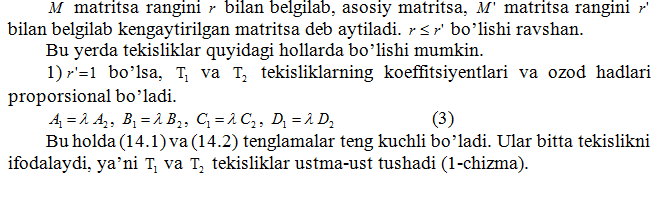 M matritsa rangini r bilan belgilab, asosiy matritsa, M' matritsa rangini r'
bilan belgilab kengaytirilgan matritsa deb aytiladi. r ≤ r' bo'lishi ravshan.
Bu yerda tekisliklar quyidagi hollarda bo'lishi mumkin.
1) r'=1 bo'lsa, T₁ va T₂ tekisliklarning koeffitsiyentlari va ozod hadlari
proporsional bo'ladi.
A₁ = λ A₂, B₁ = λ B₂, C₁ = λ C₂, D₁ = λ D₂ (3)
Bu holda (14.1) va (14.2) tenglamalar teng kuchli bo'ladi. Ular bitta tekislikni
ifodalaydi, ya'ni T₁ va T₂ tekisliklar ustma-ust tushadi (1-chizma).